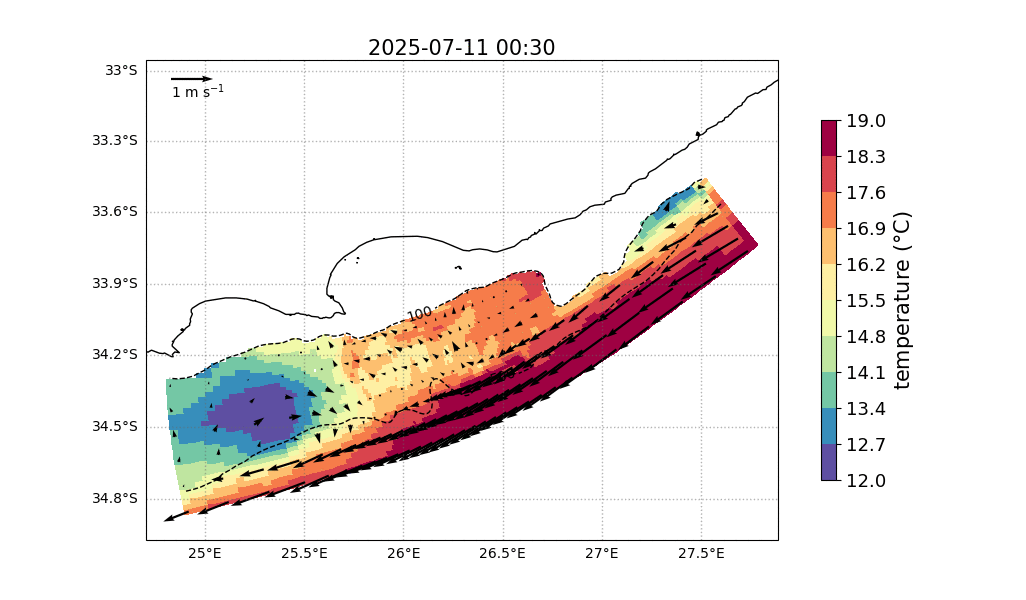 2025-07-11 00:30
1 m s⁻¹
33°S
33.3°S
33.6°S
33.9°S
34.2°S
34.5°S
34.8°S
100
25°E 25.5°E 26°E 26.5°E 27°E 27.5°E
19.0
18.3
17.6
16.9
16.2
15.5
14.8
14.1
13.4
12.7
12.0
temperature (°C)